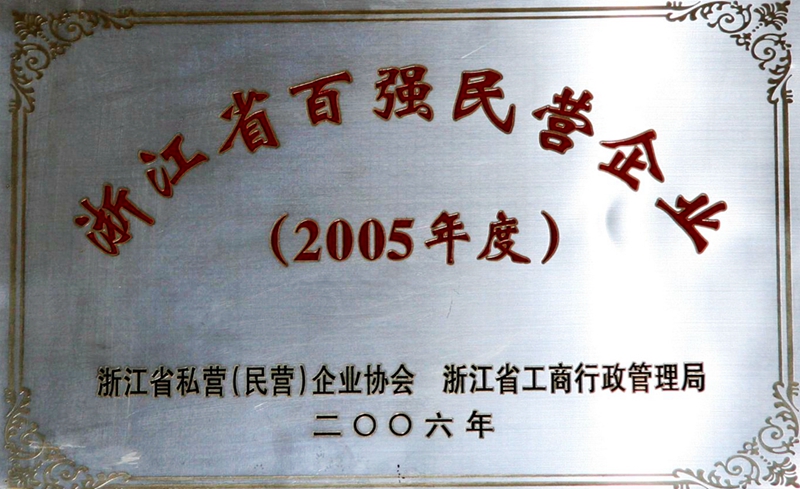 浙江省百强民营企业
(2005年度)
浙江省私营(民营)企业协会 浙江省工商行政管理局
二〇〇六年